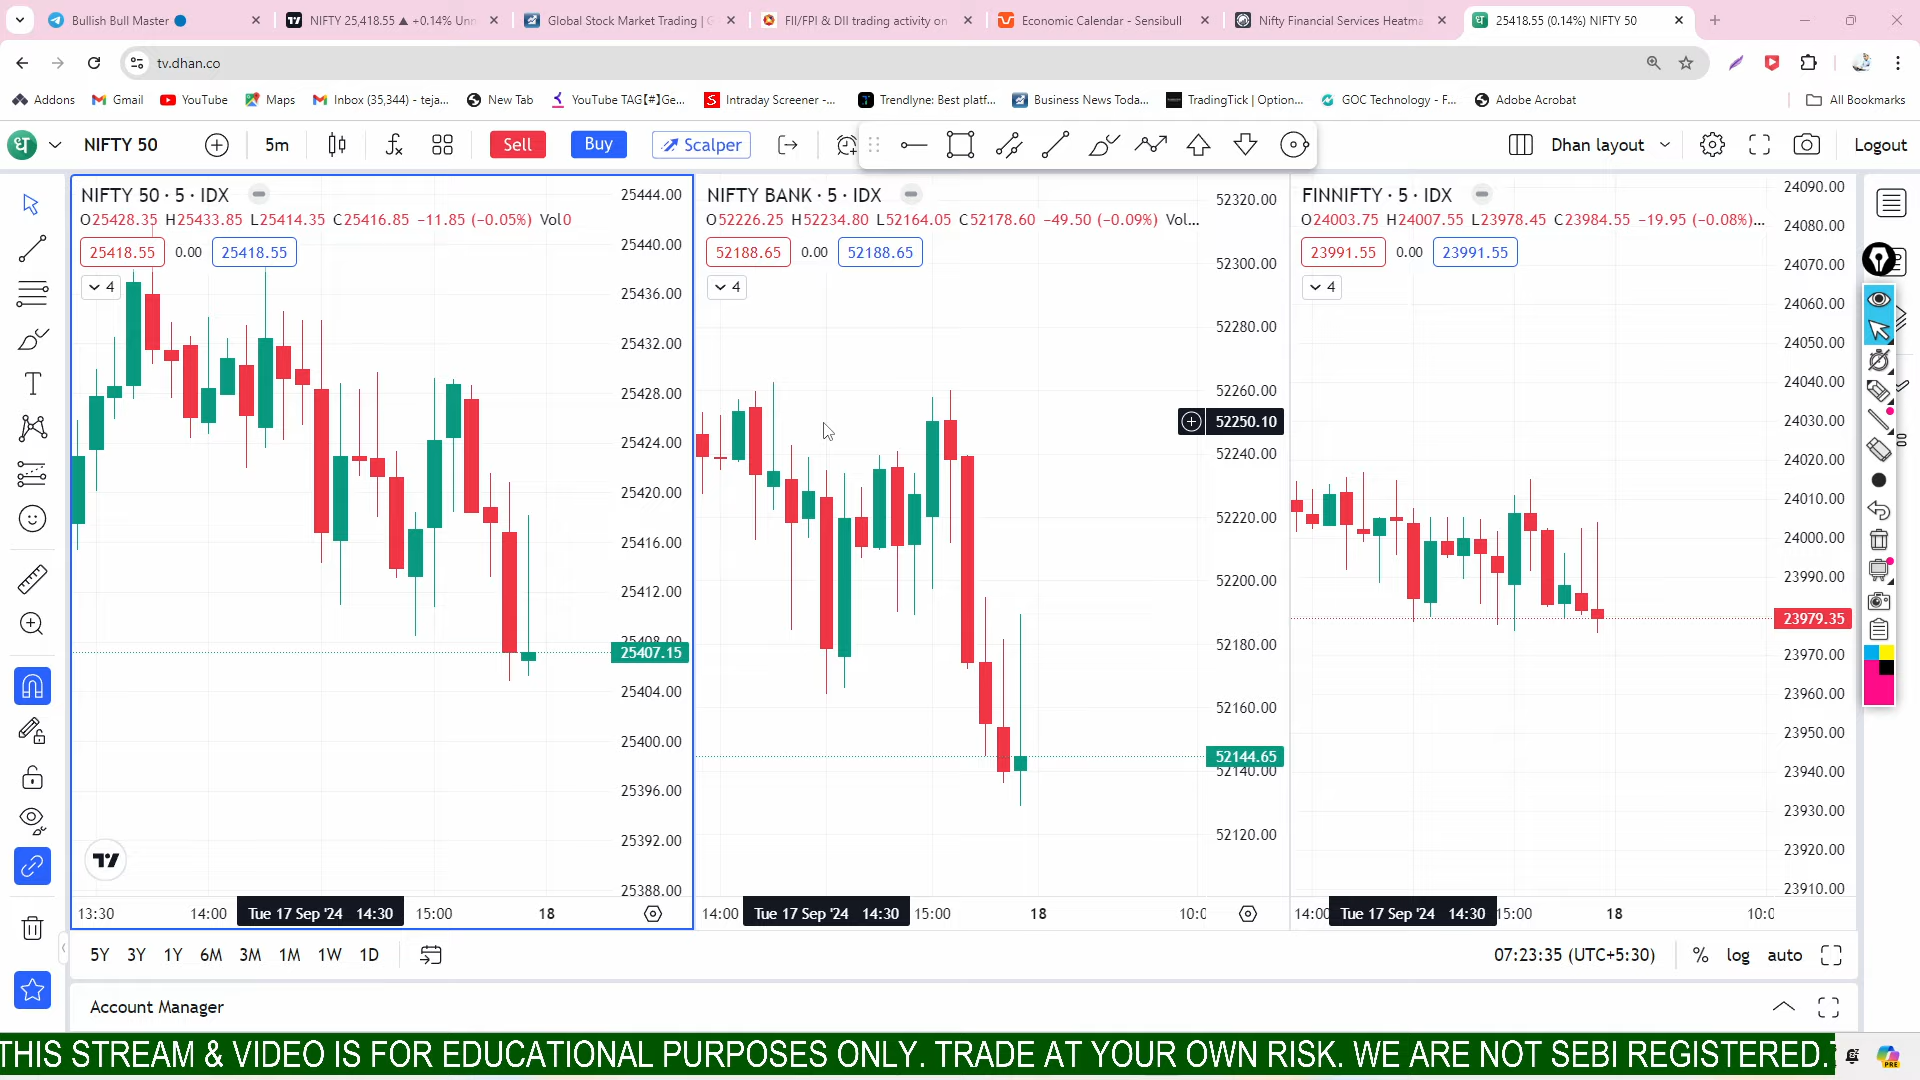 Bullish Bull Master
NIFTY 25,418.55 ▲ +0.14% Unn
Global Stock Market Trading | G
FII/FPI & DII trading activity on
Economic Calendar - Sensibull
Nifty Financial Services Heatma
25418.55 (0.14%) NIFTY 50
tv.dhan.co
Addons
Gmail
YouTube
Maps
Inbox (35,344) - teja...
New Tab
YouTube TAG【#】Ge...
Intraday Screener -...
Trendlyne: Best platf...
Business News Toda...
TradingTick | Option...
GOC Technology - F...
Adobe Acrobat
All Bookmarks
NIFTY 50
5m
Sell
Buy
Scalper
Dhan layout
Logout
NIFTY 50 · 5 · IDX
O25428.35 H25433.85 L25414.35 C25416.85 −11.85 (−0.05%) Vol0
25418.55 0.00 25418.55
4
25444.00
25440.00
25436.00
25432.00
25428.00
25424.00
25420.00
25416.00
25412.00
25408.00
25407.15
25404.00
25400.00
25396.00
25392.00
25388.00
13:30
14:00
Tue 17 Sep '24 14:30
15:00
18
NIFTY BANK · 5 · IDX
O52226.25 H52234.80 L52164.05 C52178.60 −49.50 (−0.09%) Vol...
52188.65 0.00 52188.65
4
52320.00
52300.00
52280.00
52260.00
52250.10
52240.00
52220.00
52200.00
52180.00
52160.00
52144.65
52140.00
52120.00
14:00
Tue 17 Sep '24 14:30
15:00
18
10:0
FINNIFTY · 5 · IDX
O24003.75 H24007.55 L23978.45 C23984.55 −19.95 (−0.08%)...
23991.55 0.00 23991.55
4
24090.00
24080.00
24070.00
24060.00
24050.00
24040.00
24030.00
24020.00
24010.00
24000.00
23990.00
23979.35
23970.00
23960.00
23950.00
23940.00
23930.00
23920.00
23910.00
14:00
Tue 17 Sep '24 14:30
15:00
18
10:0
5Y 3Y 1Y 6M 3M 1M 1W 1D
07:23:35 (UTC+5:30)
% log auto
Account Manager
THIS STREAM & VIDEO IS FOR EDUCATIONAL PURPOSES ONLY. TRADE AT YOUR OWN RISK. WE ARE NOT SEBI REGISTERED.
PRE